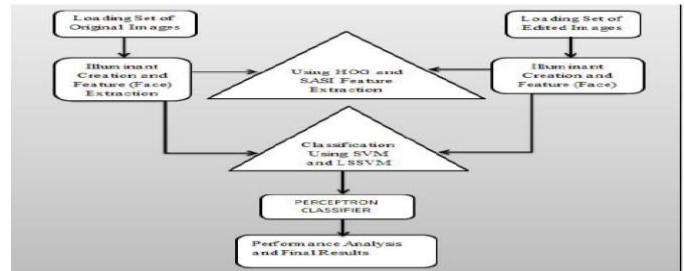 Loading Set of
Original Images
Loading Set of
Edited Images
Illuminant
Creation and
Feature (Face)
Extraction
Using HOG and
SASI Feature
Extraction
Illuminant
Creation and
Feature (Face)
Classification
Using SVM
and LSSVM
PERCEPTRON
CLASSIFIER
Performance Analysis
and Final Results